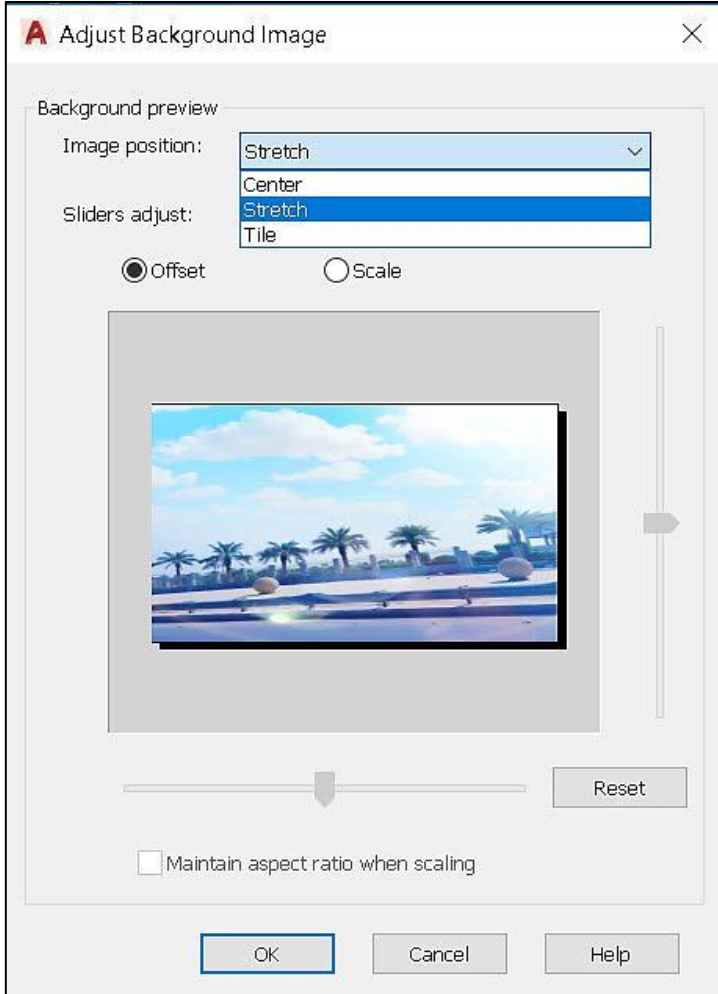 A Adjust Background Image
Background preview
Image position:
Stretch
Center
Stretch
Tile
Sliders adjust:
Offset Scale
Reset
Maintain aspect ratio when scaling
OK Cancel Help